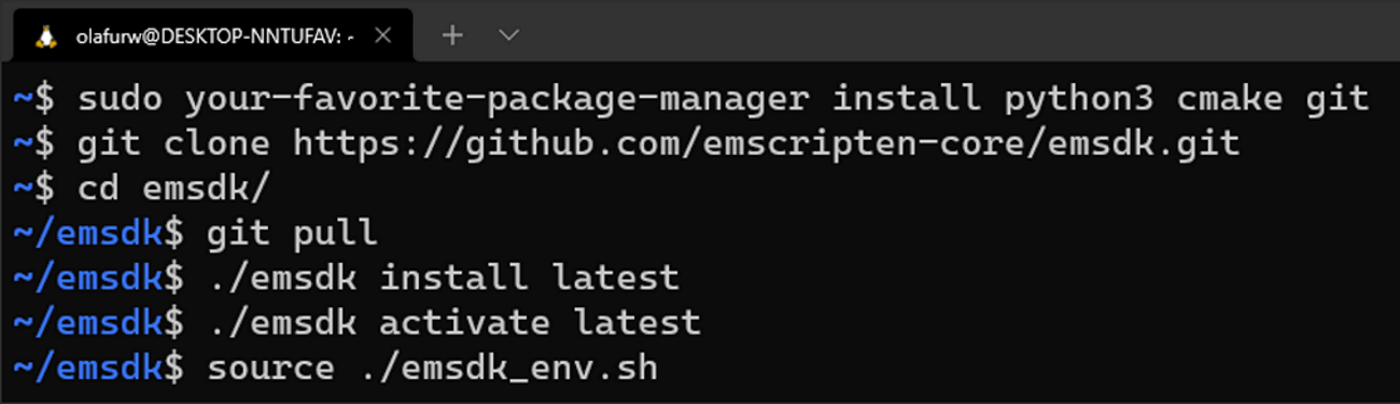 olafurw@DESKTOP-NNTUFAV: ~
~$ sudo your-favorite-package-manager install python3 cmake git
~$ git clone https://github.com/emscripten-core/emsdk.git
~$ cd emsdk/
~/emsdk$ git pull
~/emsdk$ ./emsdk install latest
~/emsdk$ ./emsdk activate latest
~/emsdk$ source ./emsdk_env.sh